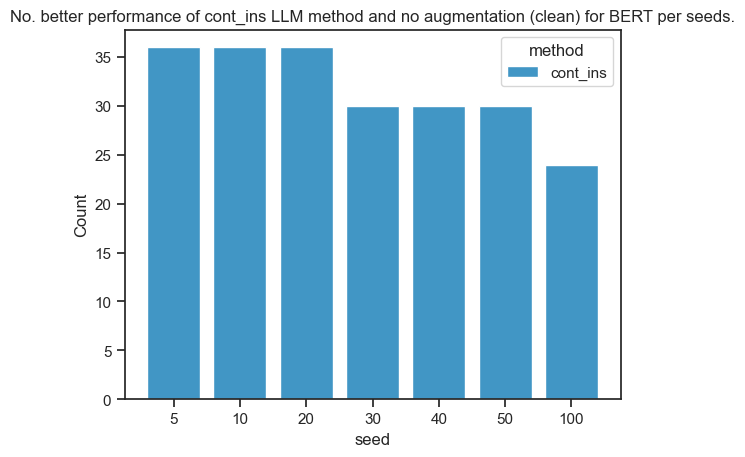 No. better performance of cont_ins LLM method and no augmentation (clean) for BERT per seeds.
method
cont_ins
35
30
25
20
15
10
5
0
Count
5 10 20 30 40 50 100
seed